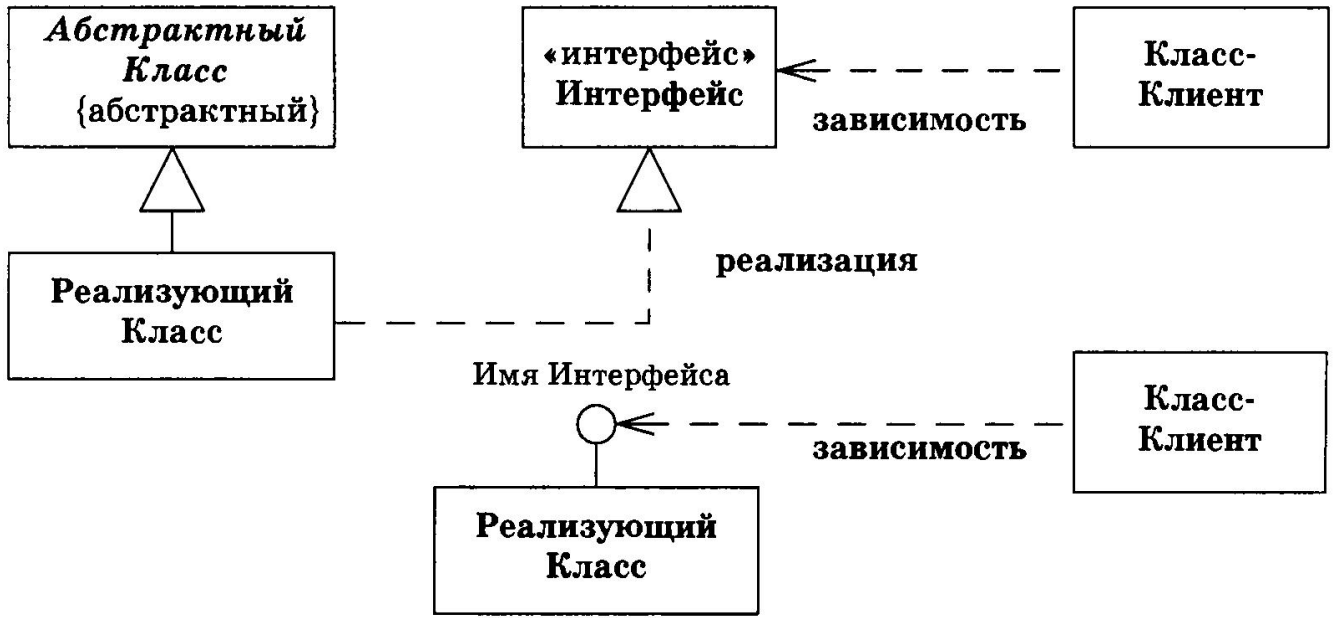 Абстрактный
Класс
{абстрактный}
«интерфейс»
Интерфейс
Класс-
Клиент
зависимость
реализация
Реализующий
Класс
Имя Интерфейса
Класс-
Клиент
зависимость
Реализующий
Класс